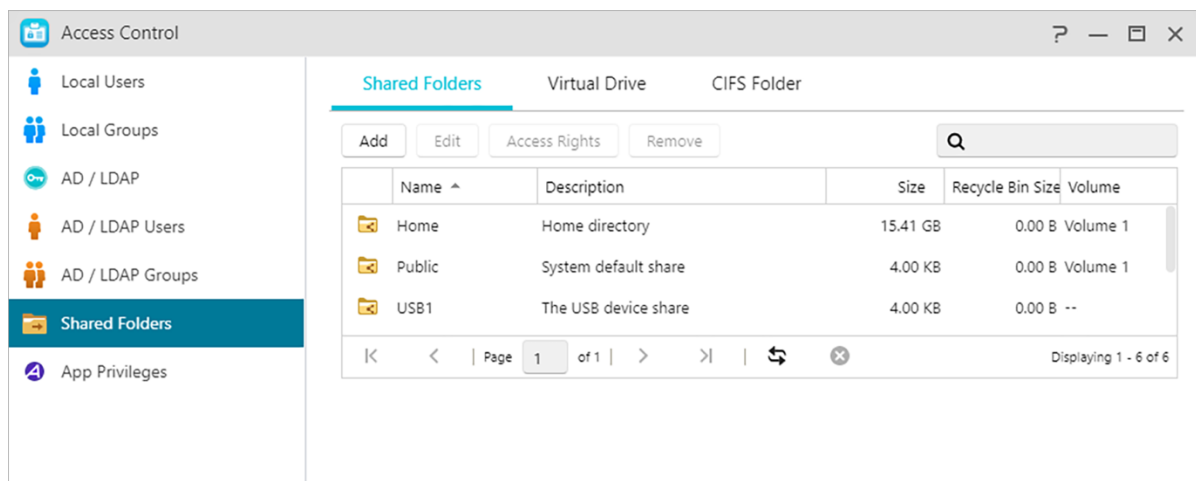 Access Control
Local Users
Local Groups
AD / LDAP
AD / LDAP Users
AD / LDAP Groups
Shared Folders
App Privileges
Shared Folders Virtual Drive CIFS Folder
Add Edit Access Rights Remove
Name Description Size Recycle Bin Size Volume
Home Home directory 15.41 GB 0.00 B Volume 1
Public System default share 4.00 KB 0.00 B Volume 1
USB1 The USB device share 4.00 KB 0.00 B --
Page 1 of 1 Displaying 1 - 6 of 6